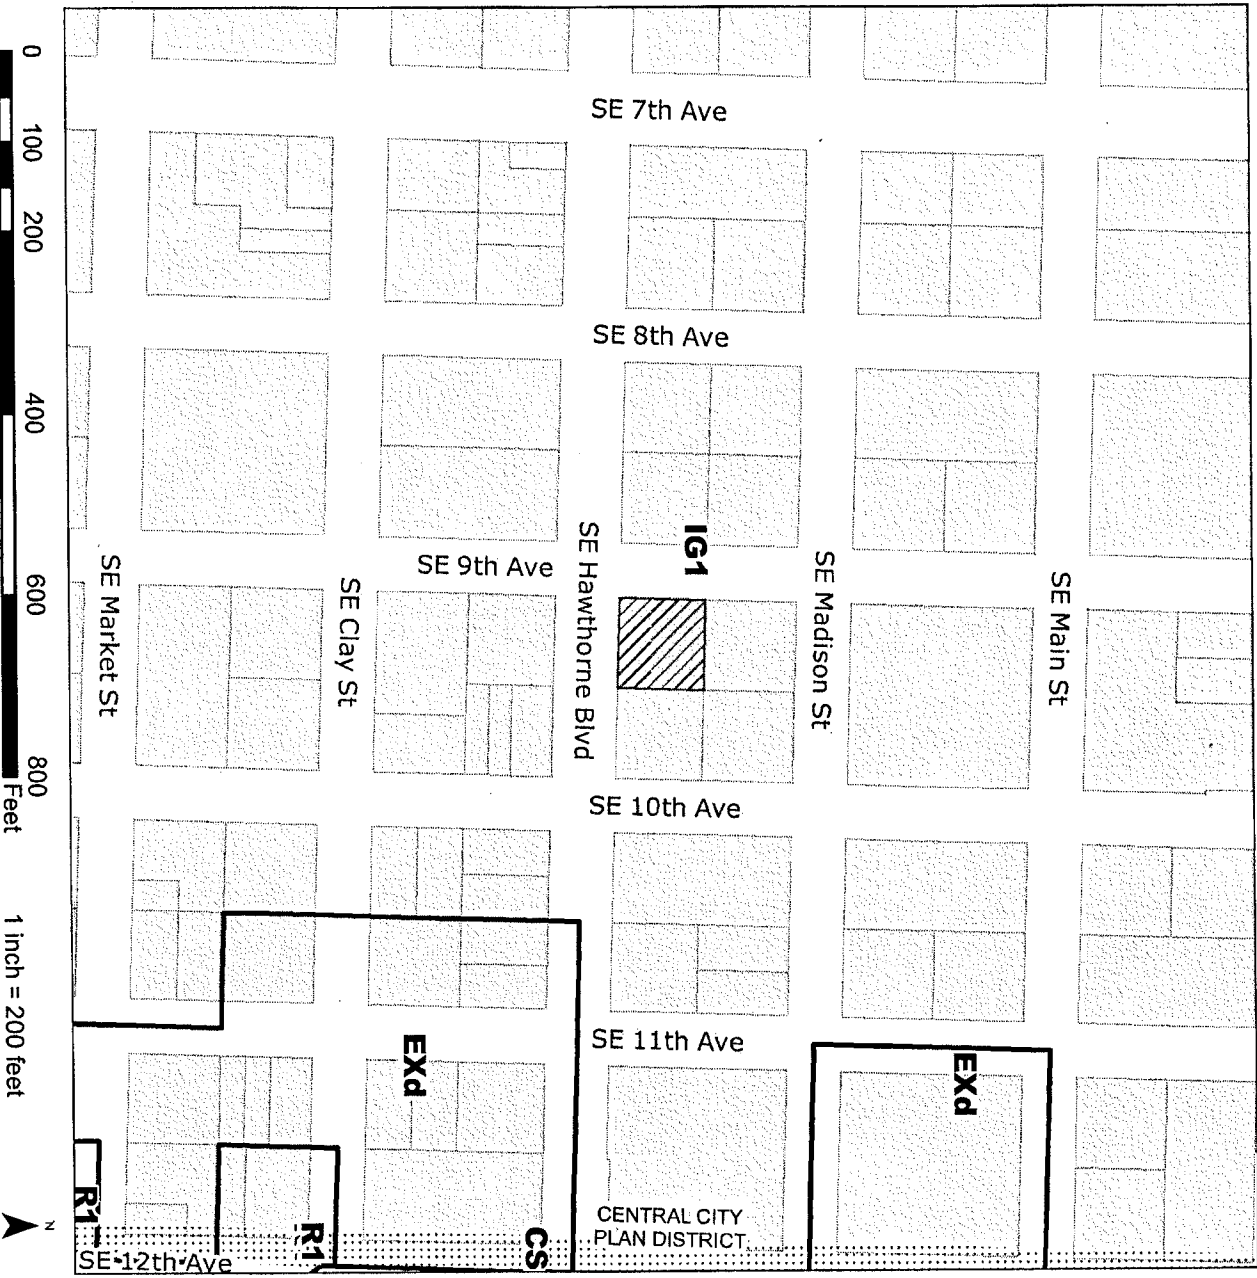 SE 7th Ave
SE 8th Ave
IG1
SE 9th Ave
SE Hawthorne Blvd
SE Market St
SE Clay St
SE Madison St
SE Main St
SE 10th Ave
SE 11th Ave
EXd
EXd
R1
R1
CS
CENTRAL CITY
PLAN DISTRICT
SE 12th Ave
0 100 200 400 600 800
Feet
1 inch = 200 feet
N